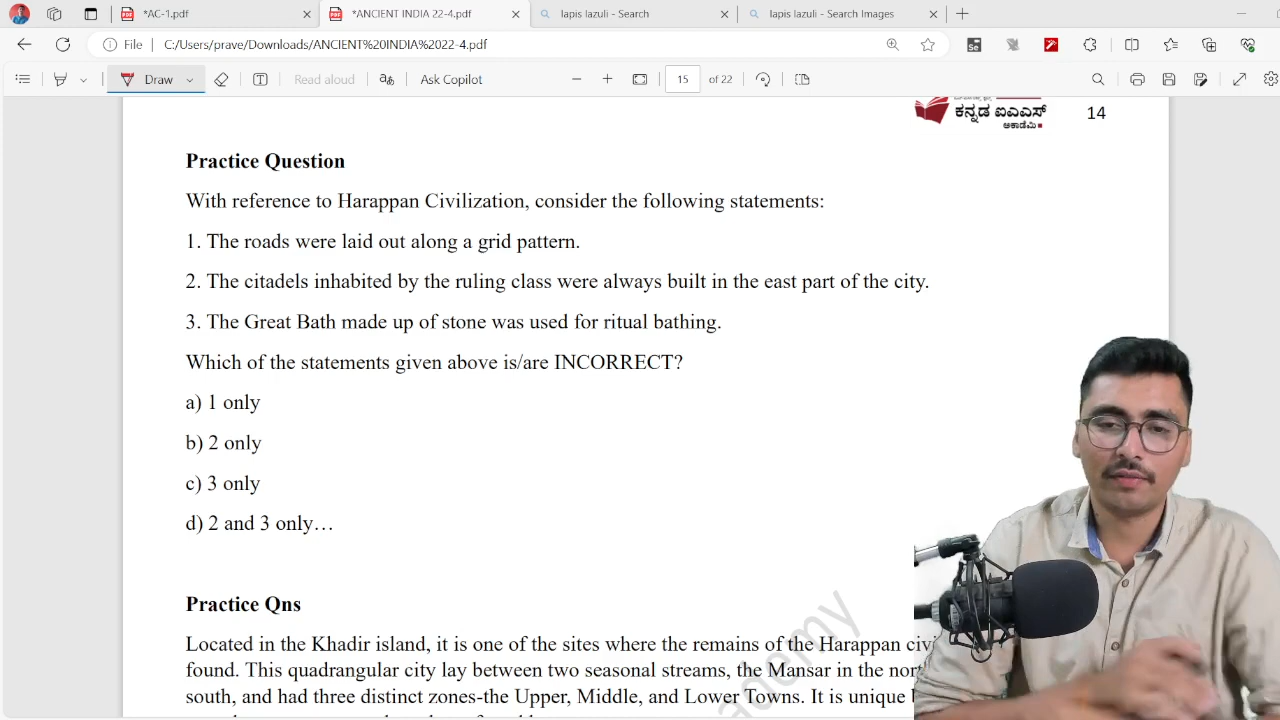 *AC-1.pdf
*ANCIENT INDIA 22-4.pdf
lapis lazuli - Search
lapis lazuli - Search Images
File
C:/Users/prave/Downloads/ANCIENT%20INDIA%2022-4.pdf
Draw
Read aloud
Ask Copilot
15 of 22
ಕನ್ನಡ ಐಎಎಸ್
ಅಕಾಡೆಮಿ
14
Practice Question
With reference to Harappan Civilization, consider the following statements:
1. The roads were laid out along a grid pattern.
2. The citadels inhabited by the ruling class were always built in the east part of the city.
3. The Great Bath made up of stone was used for ritual bathing.
Which of the statements given above is/are INCORRECT?
a) 1 only
b) 2 only
c) 3 only
d) 2 and 3 only…
Practice Qns
Located in the Khadir island, it is one of the sites where the remains of the Harappan civi
found. This quadrangular city lay between two seasonal streams, the Mansar in the nor
south, and had three distinct zones-the Upper, Middle, and Lower Towns. It is unique
ademy